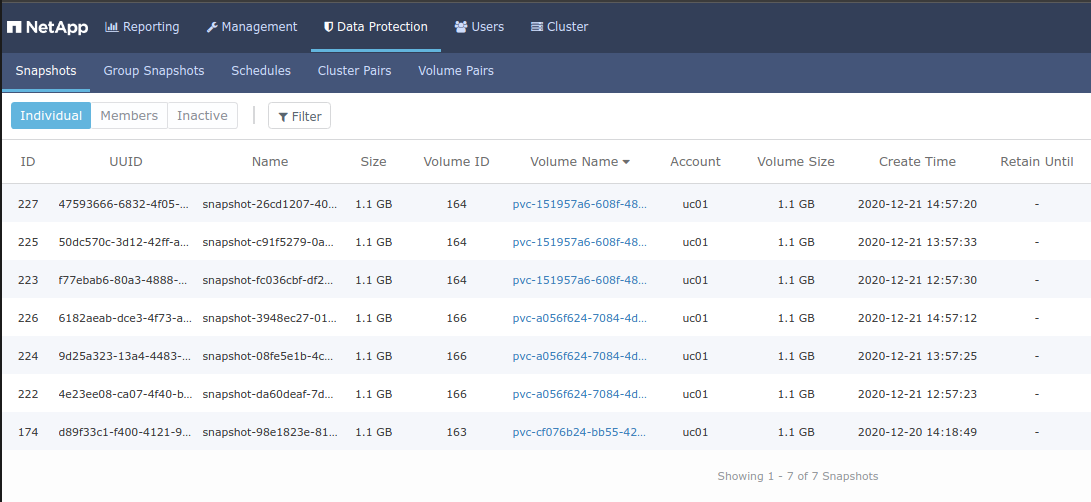 NetApp Reporting Management Data Protection Users Cluster
Snapshots Group Snapshots Schedules Cluster Pairs Volume Pairs
Individual Members Inactive Filter
ID UUID Name Size Volume ID Volume Name Account Volume Size Create Time Retain Until
227 47593666-6832-4f05-... snapshot-26cd1207-40... 1.1 GB 164 pvc-151957a6-608f-48... uc01 1.1 GB 2020-12-21 14:57:20 -
225 50dc570c-3d12-42ff-a... snapshot-c91f5279-0a... 1.1 GB 164 pvc-151957a6-608f-48... uc01 1.1 GB 2020-12-21 13:57:33 -
223 f77ebab6-80a3-4888-... snapshot-fc036cbf-df2... 1.1 GB 164 pvc-151957a6-608f-48... uc01 1.1 GB 2020-12-21 12:57:30 -
226 6182aeab-dce3-4f73-a... snapshot-3948ec27-01... 1.1 GB 166 pvc-a056f624-7084-4d... uc01 1.1 GB 2020-12-21 14:57:12 -
224 9d25a323-13a4-4483-... snapshot-08fe5e1b-4c... 1.1 GB 166 pvc-a056f624-7084-4d... uc01 1.1 GB 2020-12-21 13:57:25 -
222 4e23ee08-ca07-4f40-b... snapshot-da60deaf-7d... 1.1 GB 166 pvc-a056f624-7084-4d... uc01 1.1 GB 2020-12-21 12:57:23 -
174 d89f33c1-f400-4121-9... snapshot-98e1823e-81... 1.1 GB 163 pvc-cf076b24-bb55-42... uc01 1.1 GB 2020-12-20 14:18:49 -
Showing 1 - 7 of 7 Snapshots